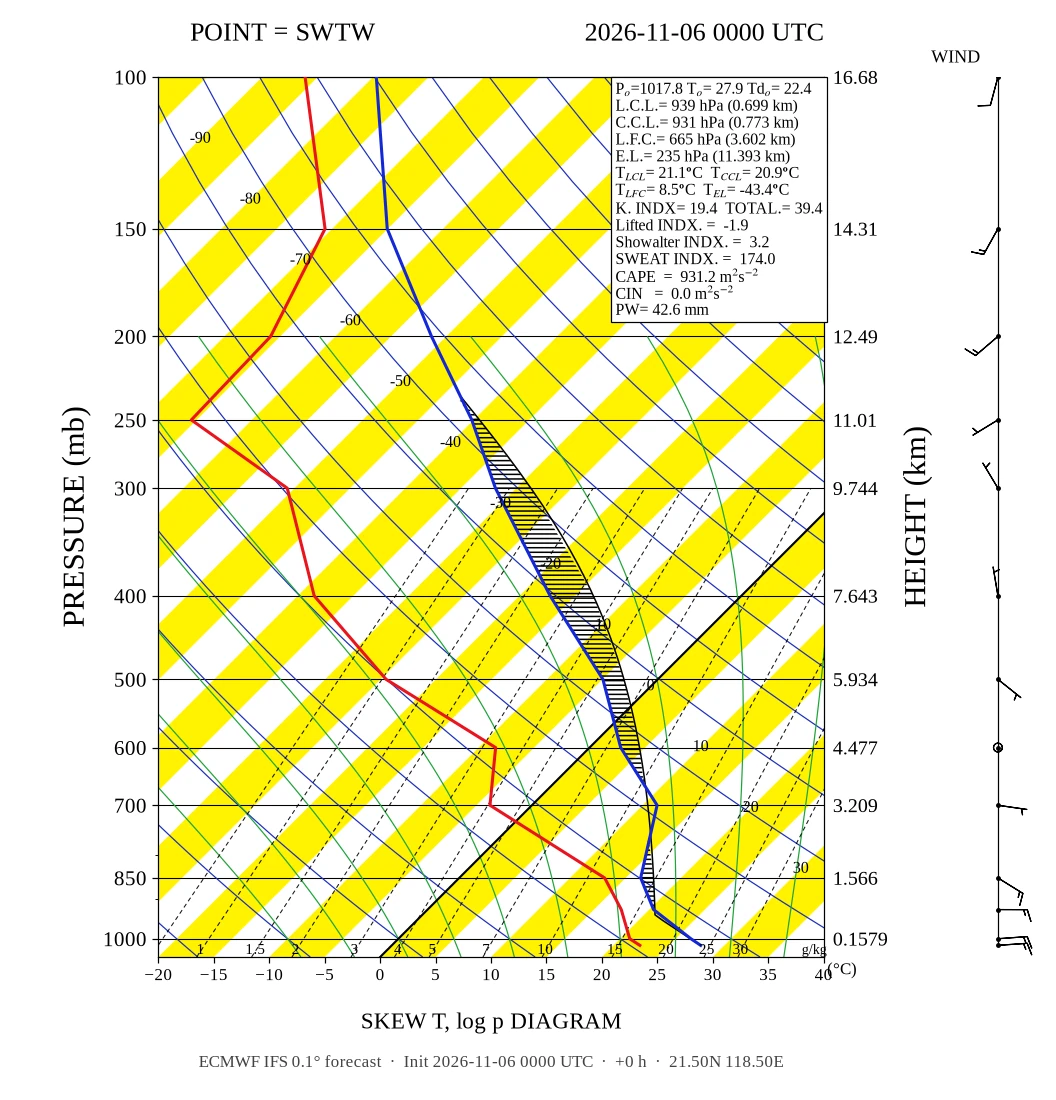 POINT = SWTW
2026-11-06 0000 UTC
WIND
P₀=1017.8 T₀= 27.9 Td₀= 22.4
L.C.L.= 939 hPa (0.699 km)
C.C.L.= 931 hPa (0.773 km)
L.F.C.= 665 hPa (3.602 km)
E.L.= 235 hPa (11.393 km)
T_LCL= 21.1°C T_CCL= 20.9°C
T_LFC= 8.5°C T_EL= -43.4°C
K. INDX= 19.4 TOTAL.= 39.4
Lifted INDX. = -1.9
Showalter INDX. = 3.2
SWEAT INDX. = 174.0
CAPE = 931.2 m²s⁻²
CIN = 0.0 m²s⁻²
PW= 42.6 mm
100
150
200
250
300
400
500
600
700
850
1000
PRESSURE (mb)
16.68
14.31
12.49
11.01
9.744
7.643
5.934
4.477
3.209
1.566
0.1579
HEIGHT (km)
-90
-80
-70
-60
-50
-40
-30
-20
-10
0
10
20
30
1 1.5 2 3 4 5 7 10 15 20 25 30 g/kg
−20 −15 −10 −5 0 5 10 15 20 25 30 35 40 (°C)
SKEW T, log p DIAGRAM
ECMWF IFS 0.1° forecast · Init 2026-11-06 0000 UTC · +0 h · 21.50N 118.50E